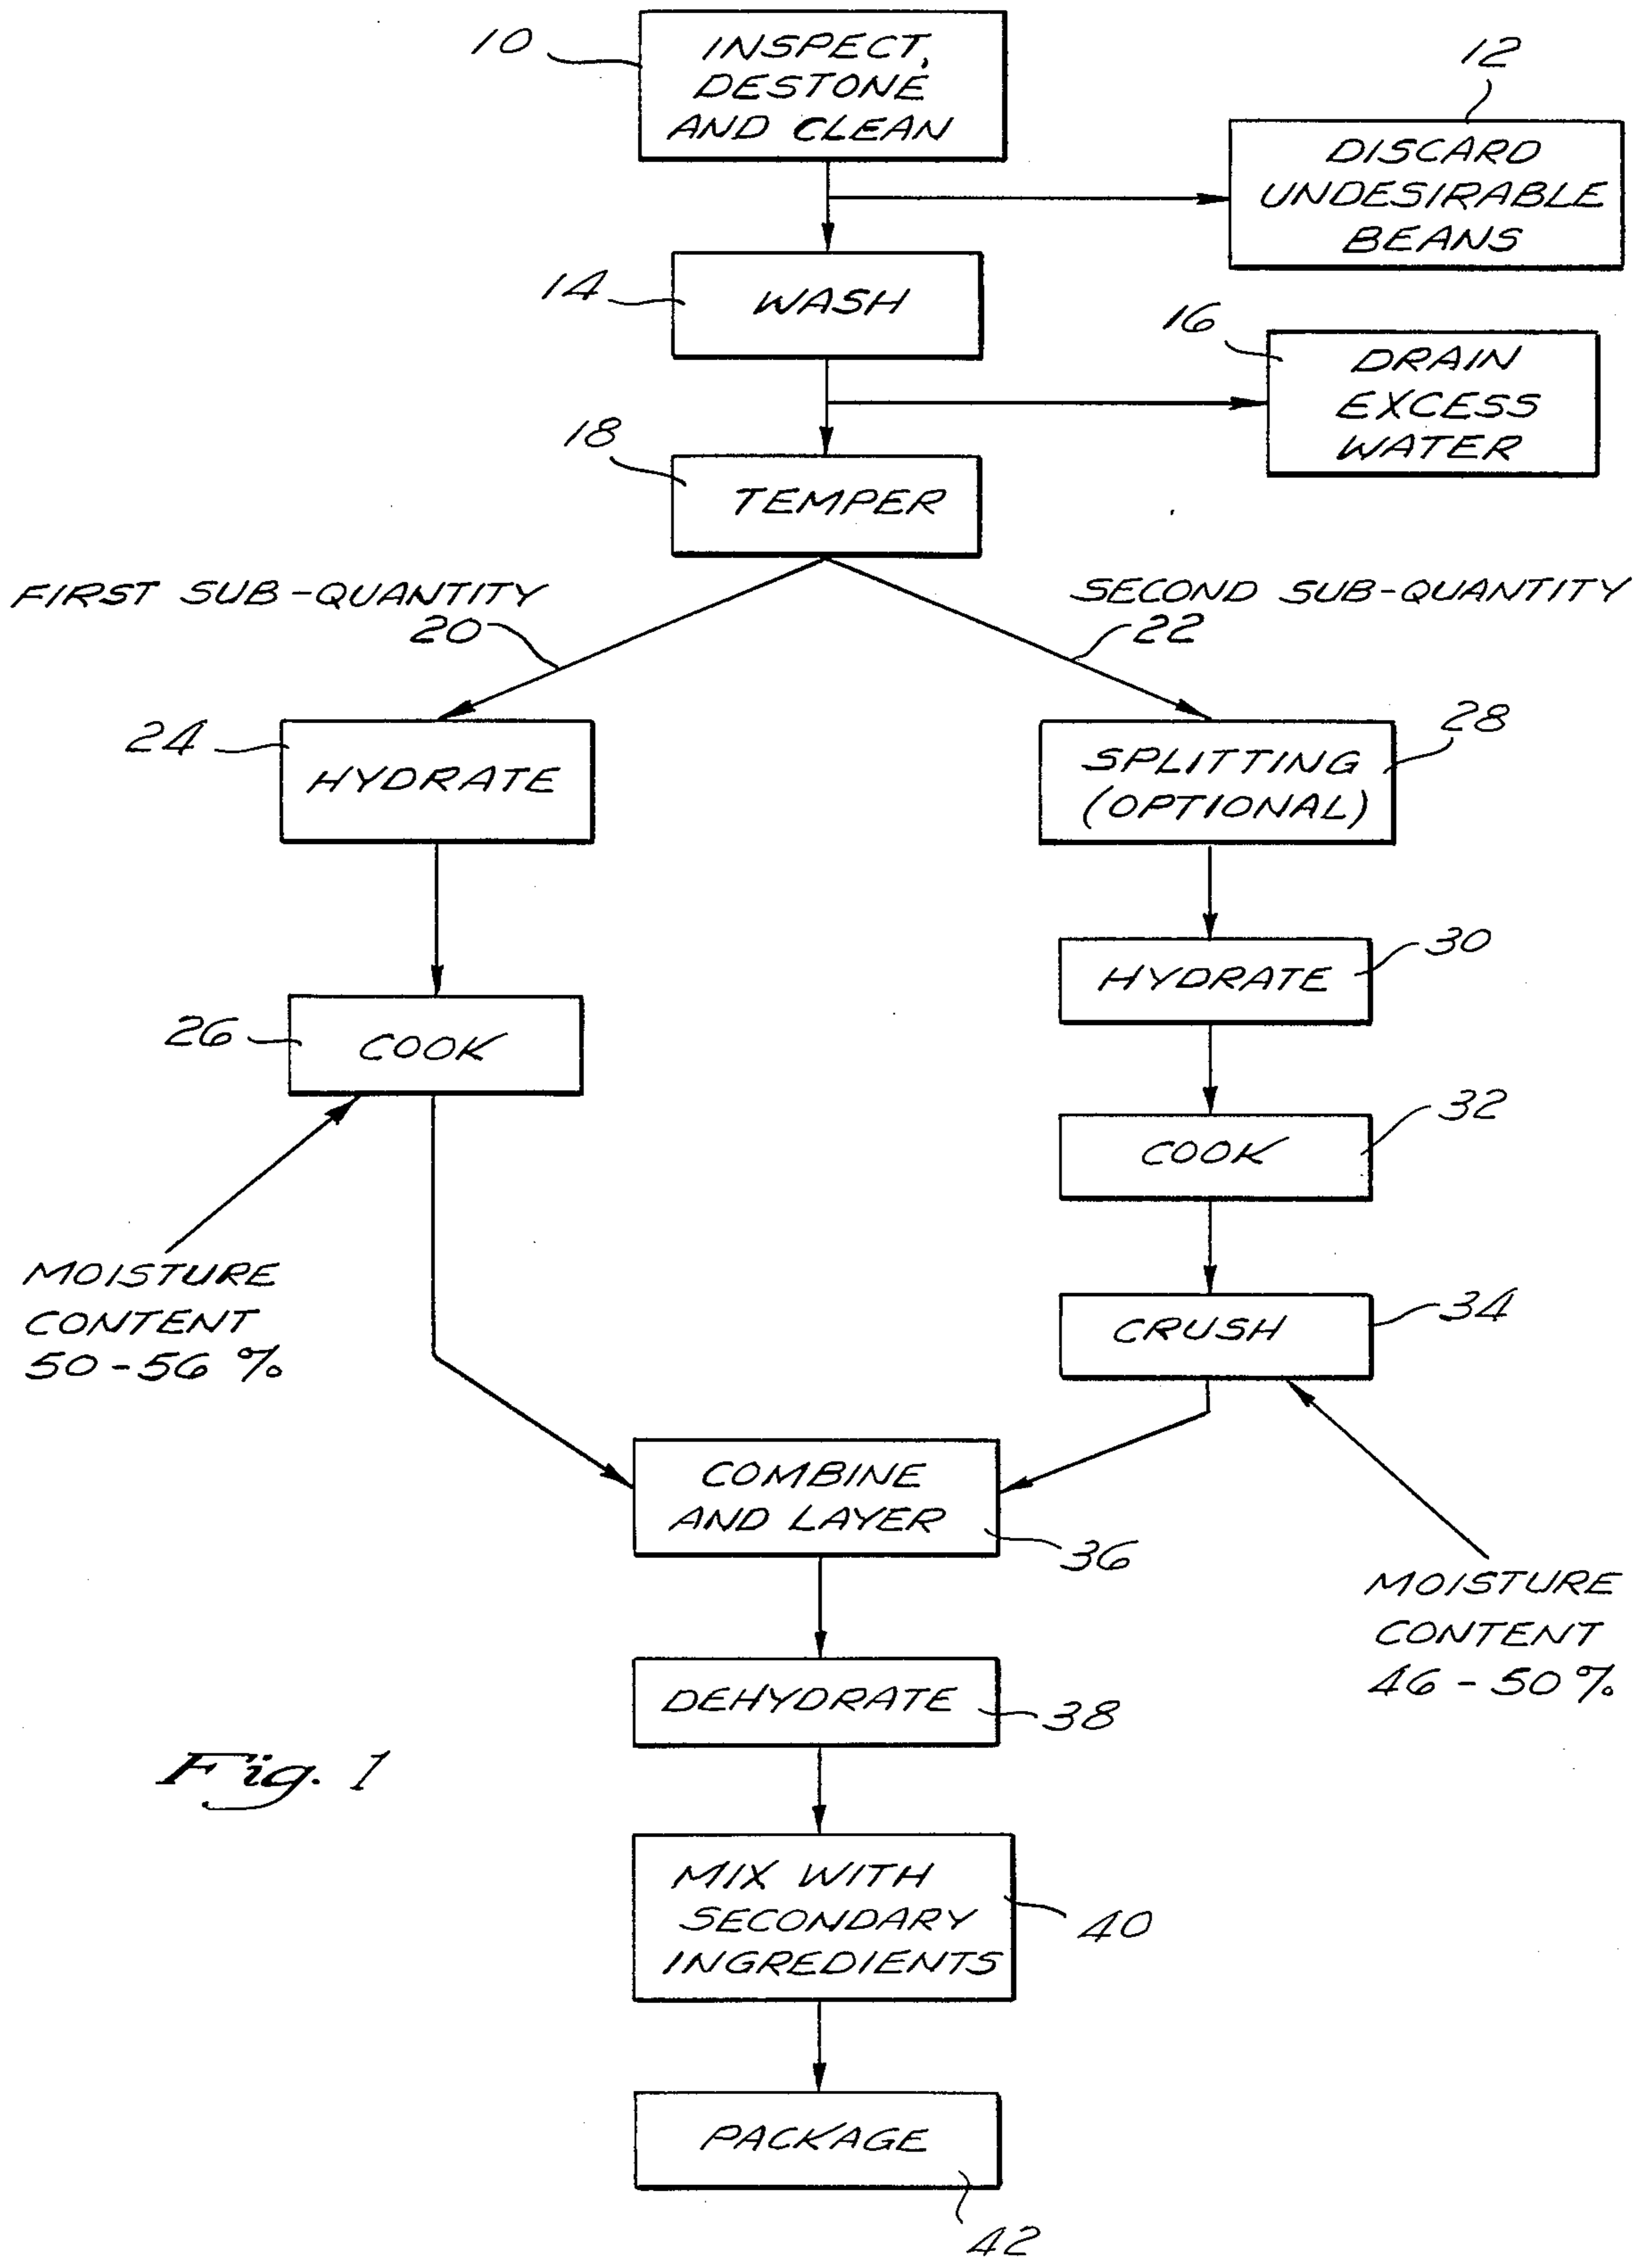 10
INSPECT,
DESTONE
AND CLEAN
12
DISCARD
UNDESIRABLE
BEANS
14
WASH
16
DRAIN
EXCESS
WATER
18
TEMPER
FIRST SUB-QUANTITY
20
SECOND SUB-QUANTITY
22
24
HYDRATE
28
SPLITTING
(OPTIONAL)
30
HYDRATE
26
COOK
32
COOK
MOISTURE
CONTENT
50-56 %
34
CRUSH
COMBINE
AND LAYER
36
MOISTURE
CONTENT
46-50 %
DEHYDRATE
38
Fig. 1
MIX WITH
SECONDARY
INGREDIENTS
40
PACKAGE
42